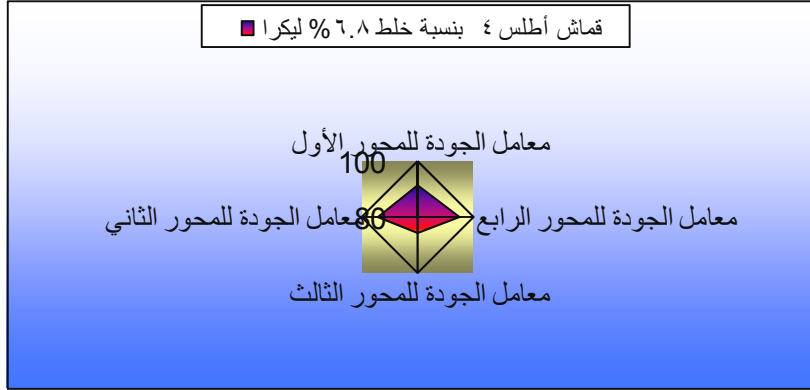 قماش أطلس ٤ بنسبة خلط ٦.٨ % ليكرا
معامل الجودة للمحور الأول
100
معامل الجودة للمحور الرابع
80
معامل الجودة للمحور الثاني
معامل الجودة للمحور الثالث